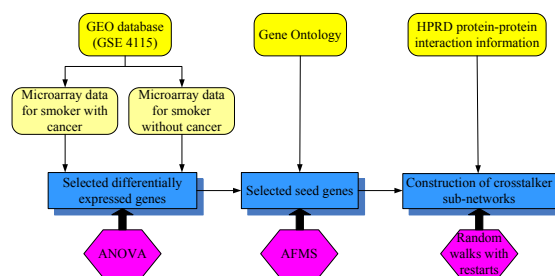 GEO database
(GSE 4115)
Gene Ontology
HPRD protein-protein
interaction information
Microarray data
for smoker with
cancer
Microarray data
for smoker
without cancer
Selected differentially
expressed genes
Selected seed genes
Construction of crosstalker
sub-networks
ANOVA
AFMS
Random
walks with
restarts